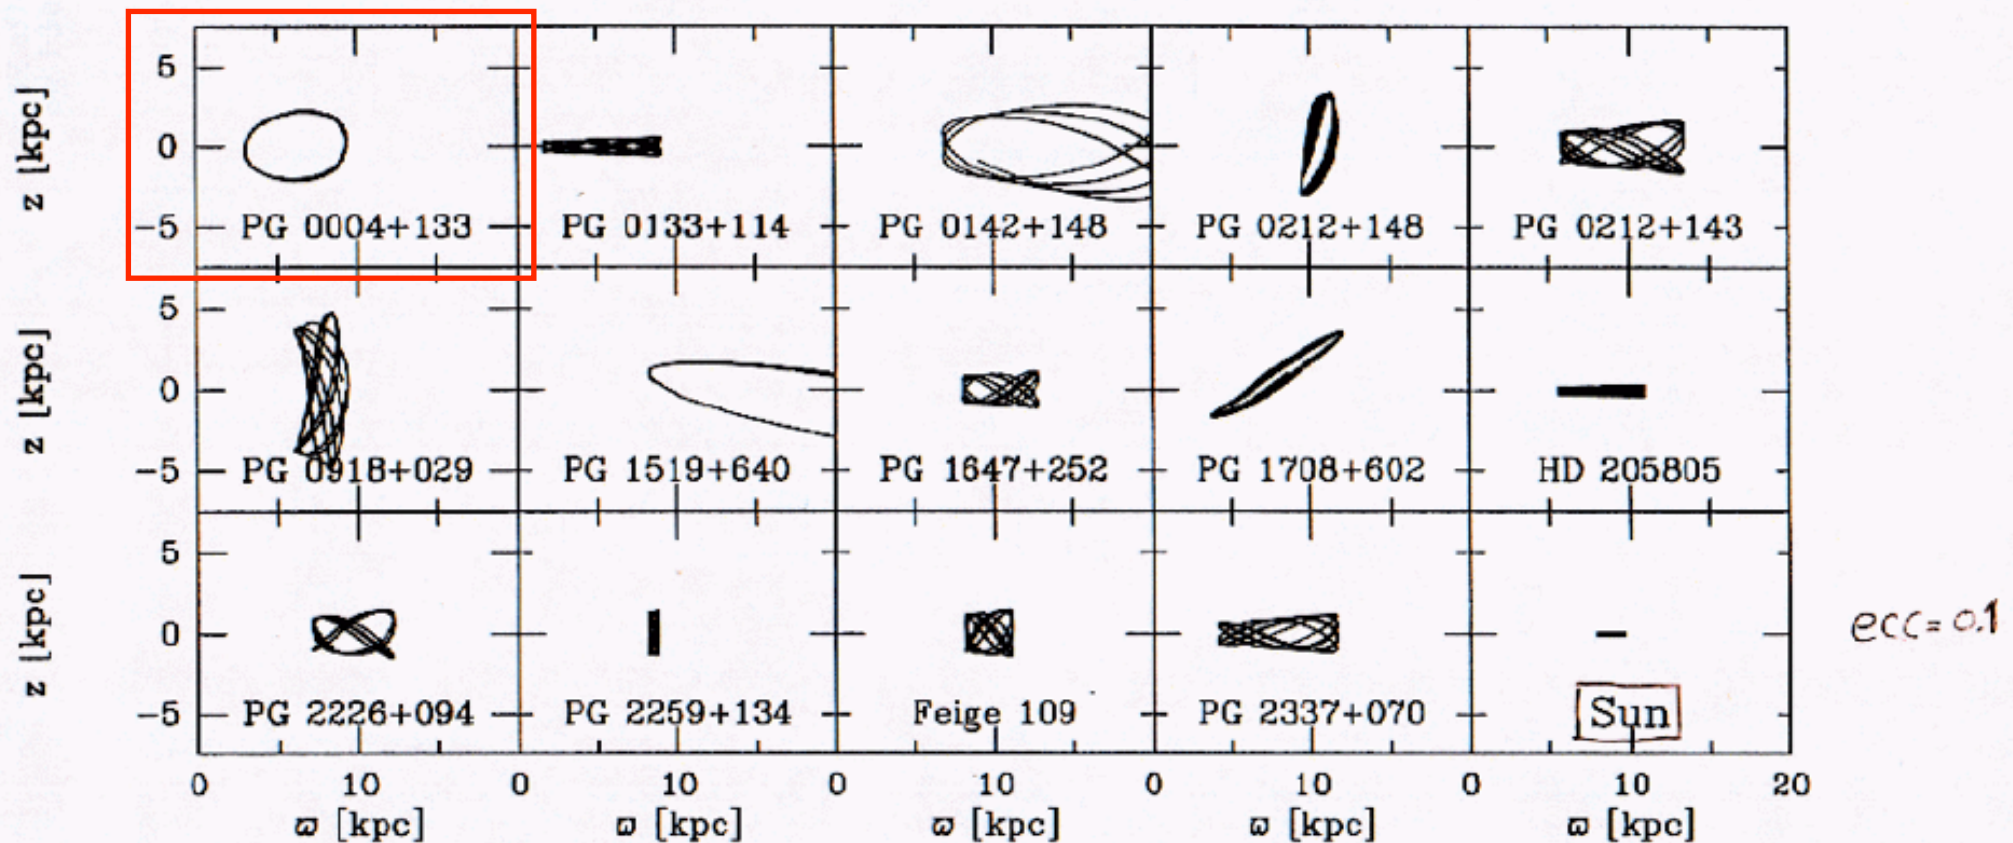 5
z [kpc]
0
-5
PG 0004+133
PG 0133+114
PG 0142+148
PG 0212+148
PG 0212+143
5
z [kpc]
0
-5
PG 0918+029
PG 1519+640
PG 1647+252
PG 1708+602
HD 205805
5
z [kpc]
0
-5
PG 2226+094
PG 2259+134
Feige 109
PG 2337+070
Sun
ecc=0.1
0 10 0 10 0 10 0 10 0 10 20
ϖ [kpc] ϖ [kpc] ϖ [kpc] ϖ [kpc] ϖ [kpc]